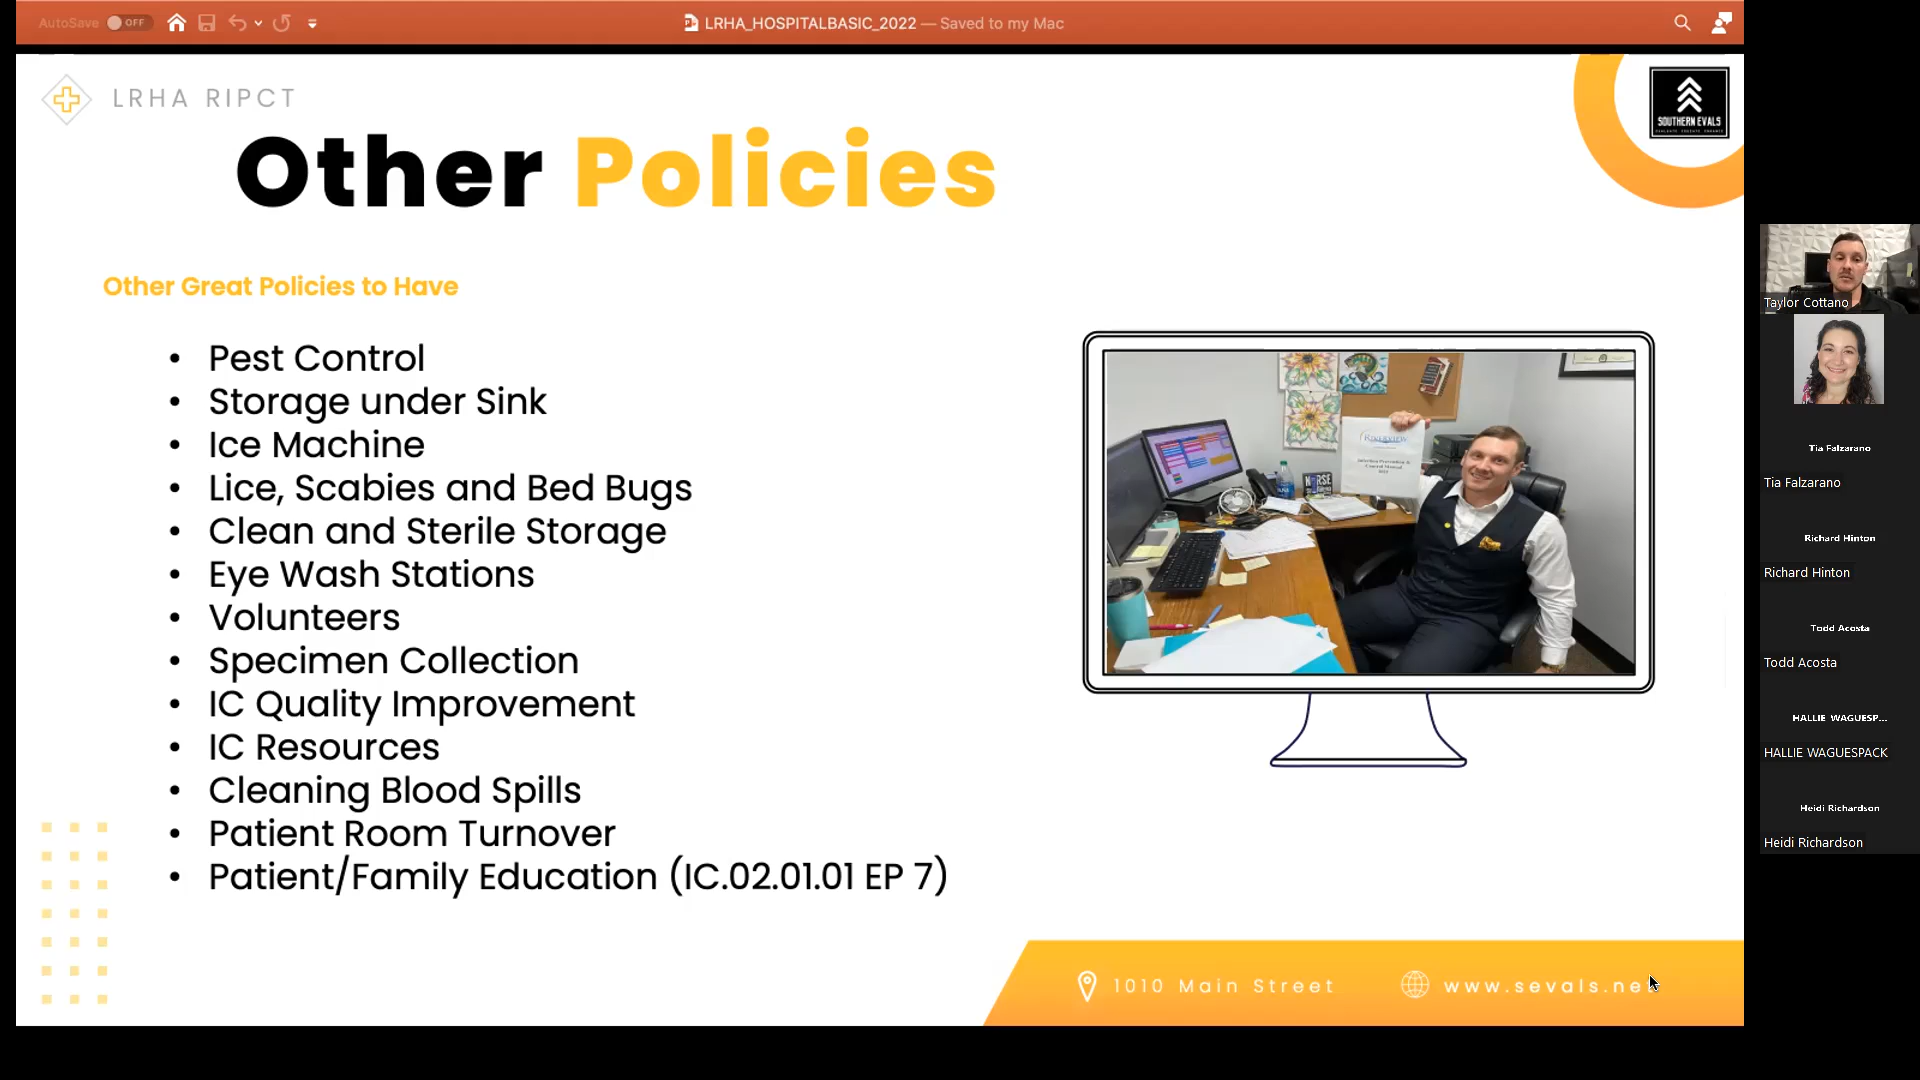 AutoSave OFF
LRHA_HOSPITALBASIC_2022 — Saved to my Mac
LRHA RIPCT
SOUTHERN EVALS
Other Policies
Other Great Policies to Have
• Pest Control
• Storage under Sink
• Ice Machine
• Lice, Scabies and Bed Bugs
• Clean and Sterile Storage
• Eye Wash Stations
• Volunteers
• Specimen Collection
• IC Quality Improvement
• IC Resources
• Cleaning Blood Spills
• Patient Room Turnover
• Patient/Family Education (IC.02.01.01 EP 7)
Infection Prevention &
Control Manual
1010 Main Street
www.sevals.net
Taylor Cottano
Tia Falzarano
Tia Falzarano
Richard Hinton
Richard Hinton
Todd Acosta
Todd Acosta
HALLIE WAGUESP...
HALLIE WAGUESPACK
Heidi Richardson
Heidi Richardson